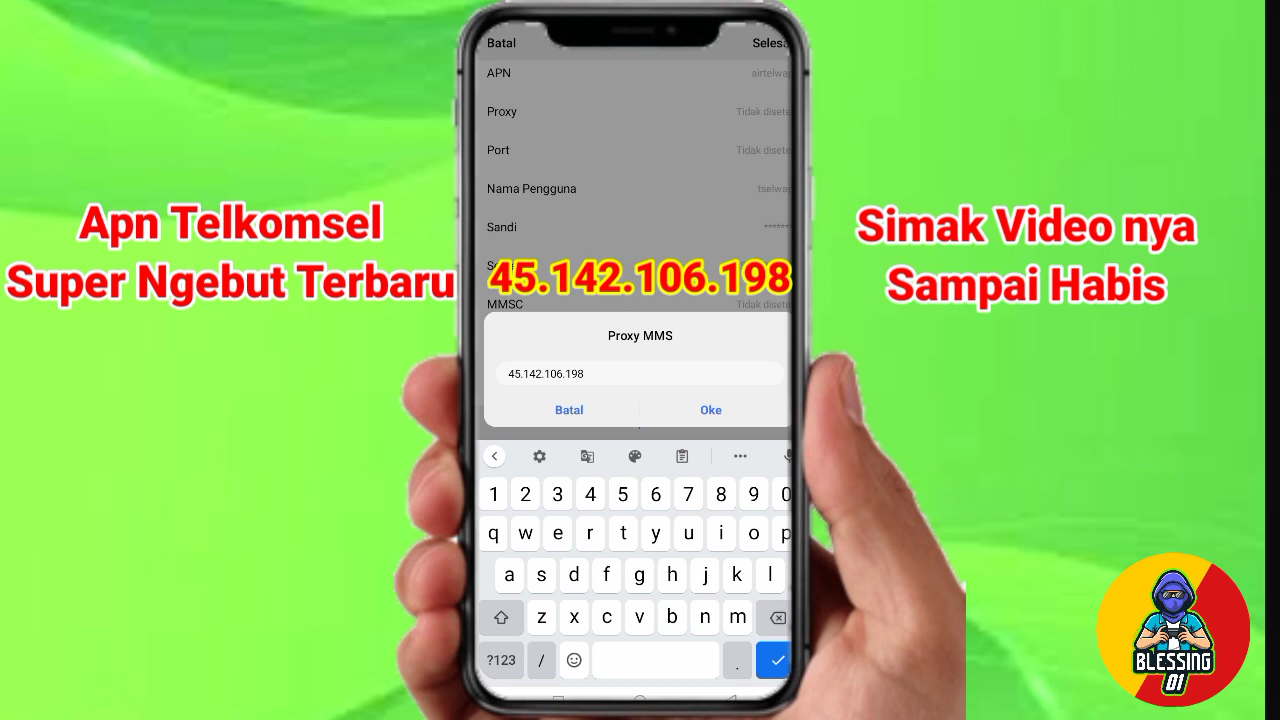 Batal Selesa
APN airtelwa
Proxy Tidak disete
Port Tidak disete
Nama Pengguna tselwa
Sandi ******
Apn Telkomsel
Super Ngebut Terbaru
45.142.106.198
MMSC Tidak disete
Proxy MMS
45.142.106.198
Batal Oke
1 2 3 4 5 6 7 8 9 0
q w e r t y u i o p
a s d f g h j k l
z x c v b n m
?123 / .
Simak Video nya
Sampai Habis
BLESSING
01